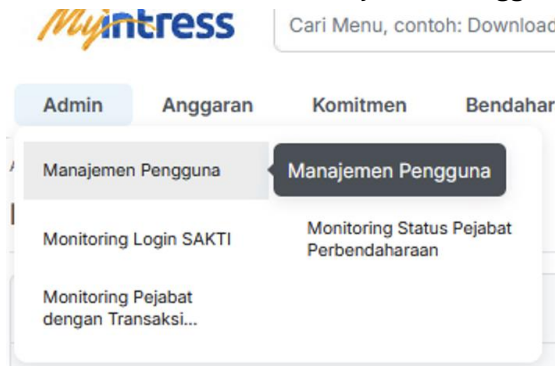 Myintress
Cari Menu, contoh: Download
Admin Anggaran Komitmen Bendahar
Manajemen Pengguna
Manajemen Pengguna
Monitoring Login SAKTI
Monitoring Status Pejabat
Perbendaharaan
Monitoring Pejabat
dengan Transaksi...